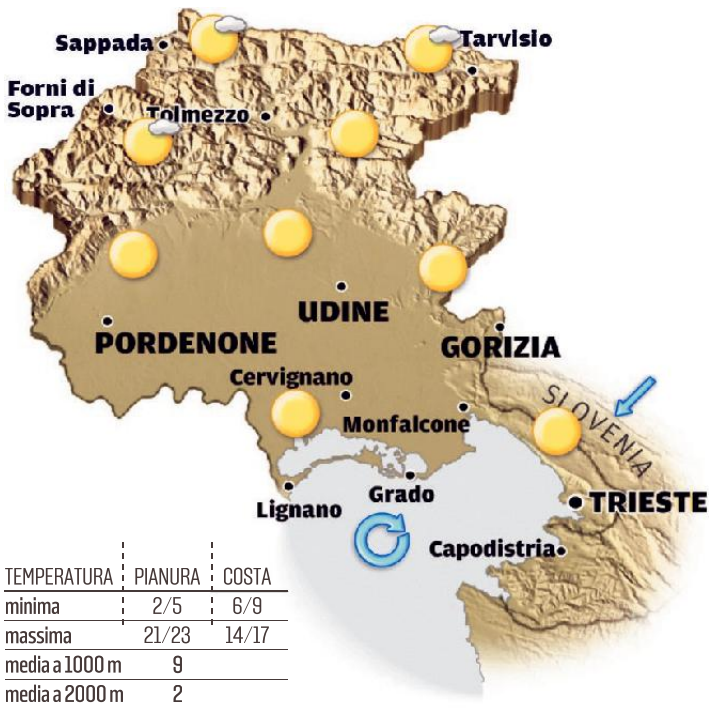 Sappada
Tarvisio
Forni di
Sopra
Tolmezzo
UDINE
PORDENONE
GORIZIA
Cervignano
SLOVENIA
Monfalcone
Lignano
Grado
TRIESTE
Capodistria
TEMPERATURA PIANURA COSTA
minima 2/5 6/9
massima 21/23 14/17
media a 1000 m 9
media a 2000 m 2